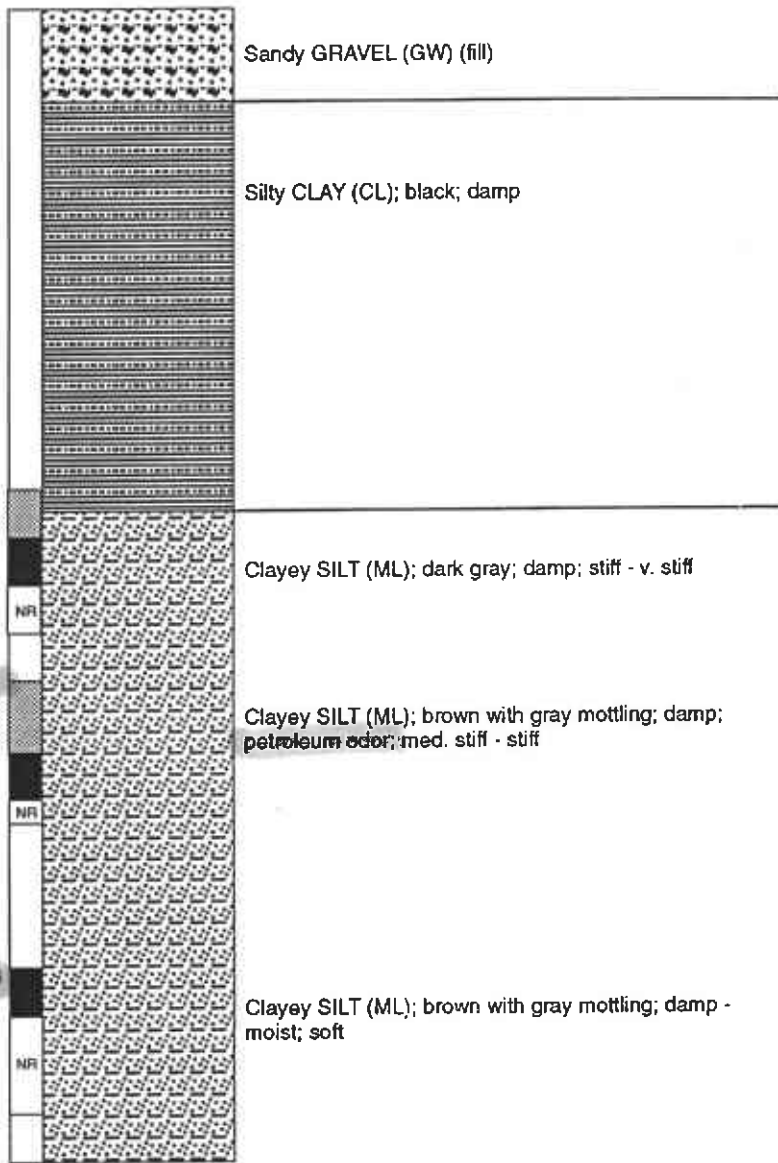 Sandy GRAVEL (GW) (fill)
Silty CLAY (CL); black; damp
Clayey SILT (ML); dark gray; damp; stiff - v. stiff
NR
Clayey SILT (ML); brown with gray mottling; damp;
petroleum odor; med. stiff - stiff
NR
Clayey SILT (ML); brown with gray mottling; damp -
moist; soft
NR